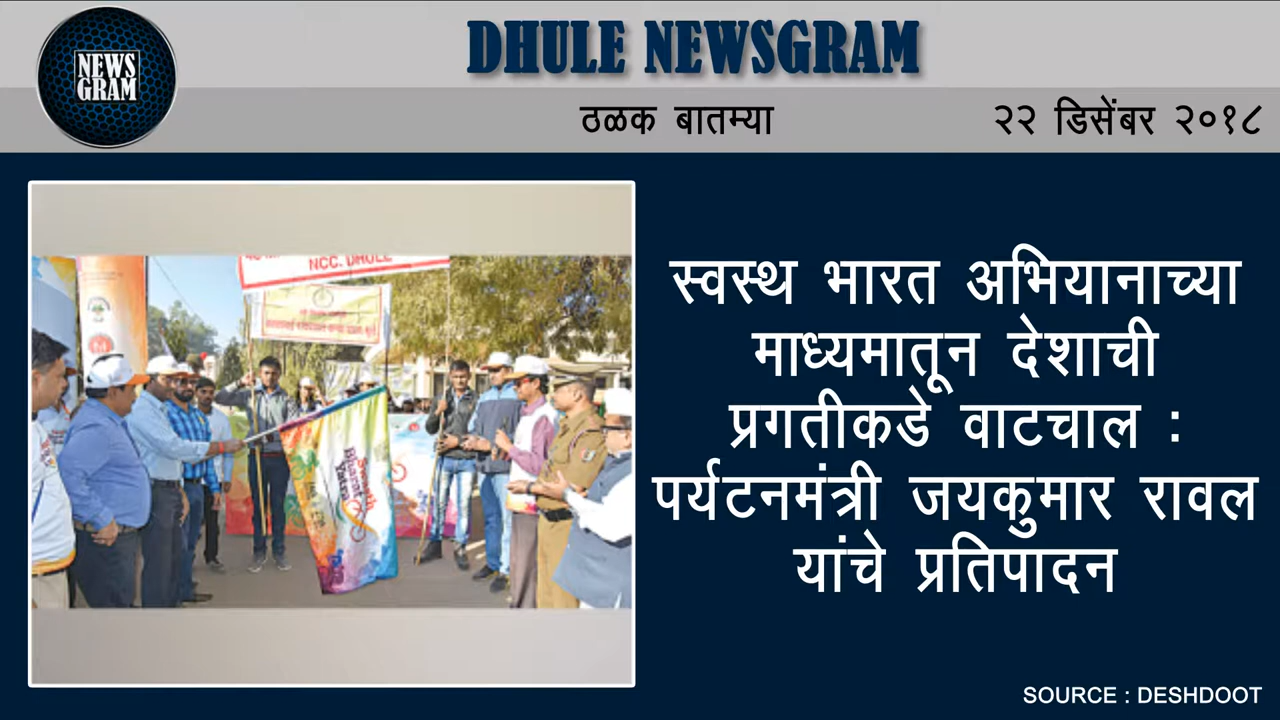 NEWS
GRAM
DHULE NEWSGRAM
ठळक बातम्या
२२ डिसेंबर २०१८
NCC. DHULE
स्वस्थ भारत अभियानाच्या
माध्यमातून देशाची
प्रगतीकडे वाटचाल :
पर्यटनमंत्री जयकुमार रावल
यांचे प्रतिपादन
SOURCE : DESHDOOT